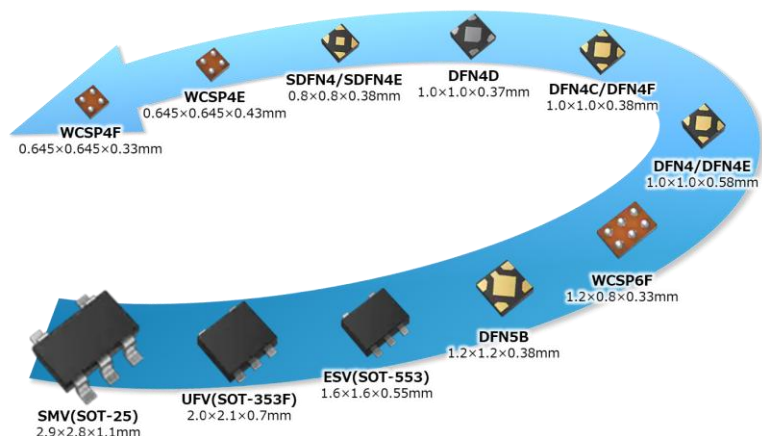 SDFN4/SDFN4E
0.8×0.8×0.38mm
DFN4D
1.0×1.0×0.37mm
DFN4C/DFN4F
1.0×1.0×0.38mm
WCSP4E
0.645×0.645×0.43mm
WCSP4F
0.645×0.645×0.33mm
DFN4/DFN4E
1.0×1.0×0.58mm
WCSP6F
1.2×0.8×0.33mm
DFN5B
1.2×1.2×0.38mm
ESV(SOT-553)
1.6×1.6×0.55mm
UFV(SOT-353F)
2.0×2.1×0.7mm
SMV(SOT-25)
2.9×2.8×1.1mm